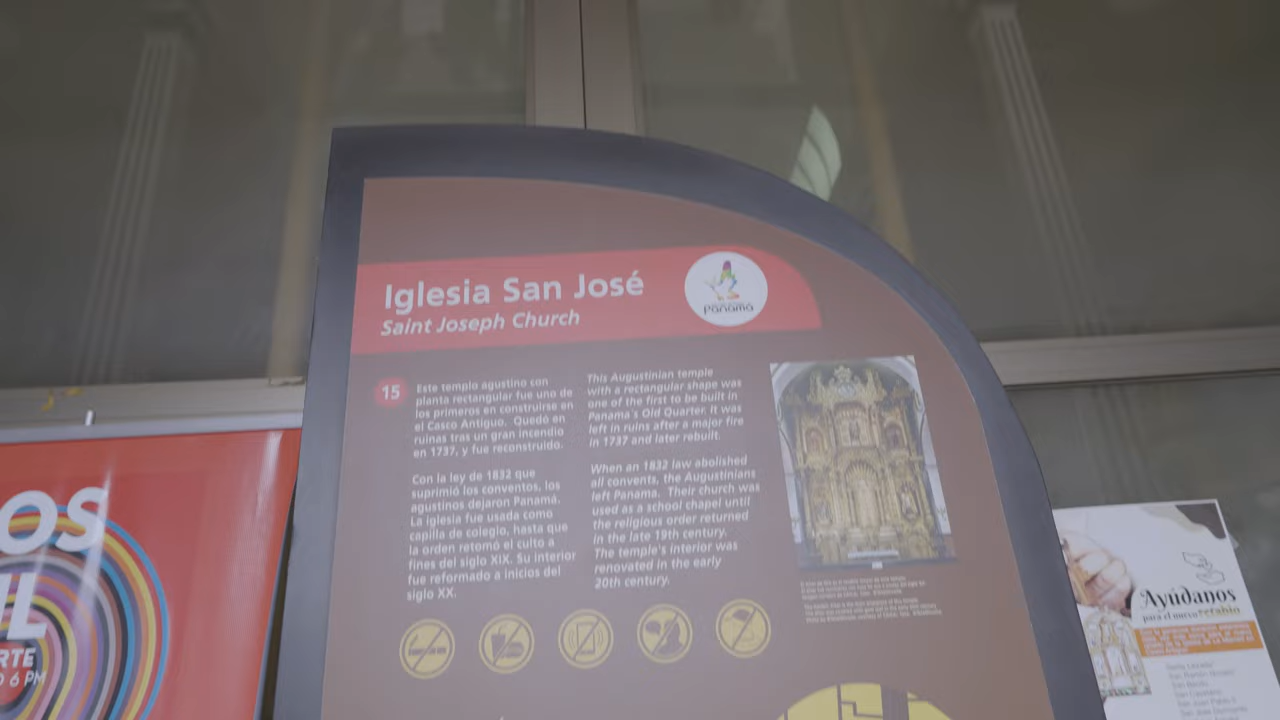 Iglesia San José
Saint Joseph Church
Panamá
15
Este templo agustino con
planta rectangular fue uno de
los primeros en construirse en
el Casco Antiguo. Quedó en
ruinas tras un gran incendio
en 1737, y fue reconstruido.
Con la ley de 1832 que
suprimió los conventos, los
agustinos dejaron Panamá.
La iglesia fue usada como
capilla de colegio, hasta que
la orden retomó el culto a
fines del siglo XIX. Su interior
fue reformado a inicios del
siglo XX.
This Augustinian temple
with a rectangular shape was
one of the first to be built in
Panama's Old Quarter. It was
left in ruins after a major fire
in 1737 and later rebuilt.
When an 1832 law abolished
all convents, the Augustinians
left Panama. Their church was
used as a school chapel until
the religious order returned
in the late 19th century.
The temple's interior was
renovated in the early
20th century.
OS
IL
RTE
6 PM
Ayúdanos
para el nuevo retablo